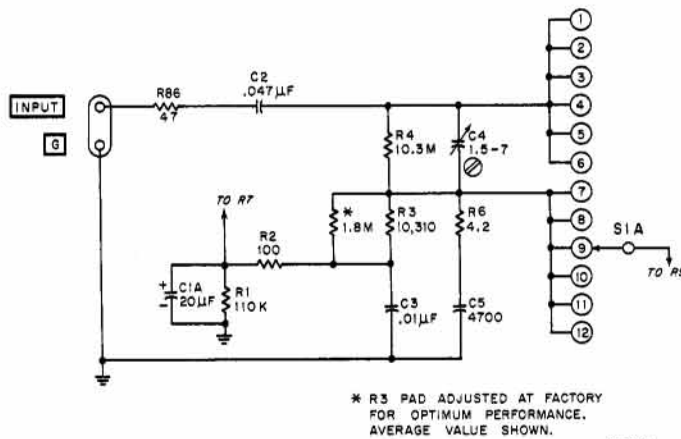 INPUT
G
R86
47
C2
.047µF
R4
10.3M
C4
1.5-7
1
2
3
4
5
6
7
8
9
10
11
12
S1A
TO R7
*
1.8M
R3
10,310
R6
4.2
R2
100
+
-
C1A
20µF
R1
110K
C3
.01µF
C5
4700
* R3 PAD ADJUSTED AT FACTORY
FOR OPTIMUM PERFORMANCE.
AVERAGE VALUE SHOWN.